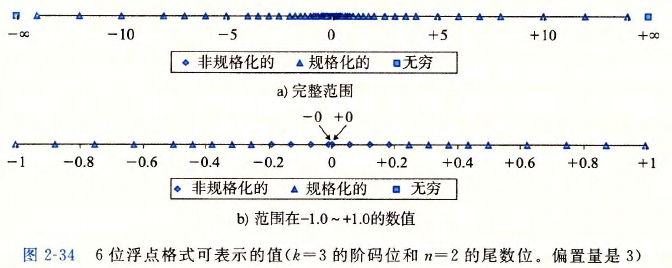 −∞ −10 −5 0 +5 +10 +∞
非规格化的 规格化的 无穷
a) 完整范围
−0 +0
−1 −0.8 −0.6 −0.4 −0.2 0 +0.2 +0.4 +0.6 +0.8 +1
非规格化的 规格化的 无穷
b) 范围在-1.0～+1.0的数值
图 2-34 6 位浮点格式可表示的值(k=3 的阶码位和 n=2 的尾数位。偏置量是 3)